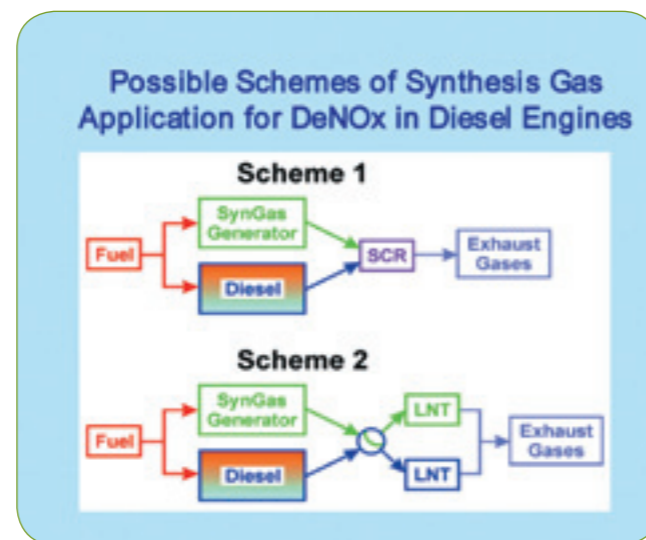 Possible Schemes of Synthesis Gas
Application for DeNOx in Diesel Engines
Scheme 1
SynGas
Generator
Fuel
Diesel
SCR
Exhaust
Gases
Scheme 2
SynGas
Generator
Fuel
Diesel
LNT
LNT
Exhaust
Gases